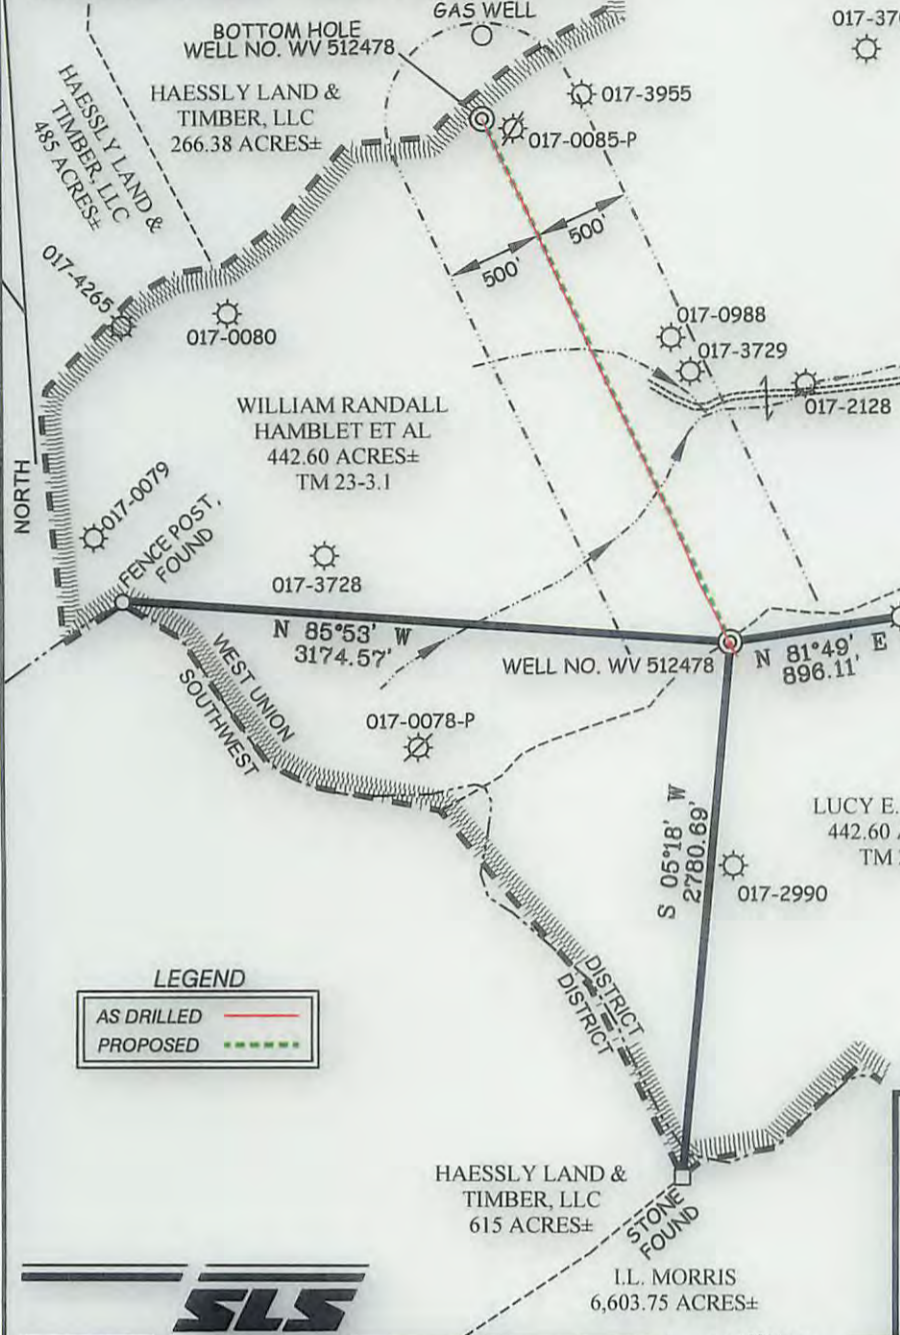 GAS WELL
BOTTOM HOLE
WELL NO. WV 512478
017-3955
017-0085-P
HAESSLY LAND &
TIMBER, LLC
266.38 ACRES±
HAESSLY LAND &
TIMBER, LLC
485 ACRES±
500'
500'
017-4265
017-0080
017-0988
017-3729
017-2128
WILLIAM RANDALL
HAMBLET ET AL
442.60 ACRES±
TM 23-3.1
NORTH
017-0079
FENCE POST,
FOUND
017-3728
N 85°53' W
3174.57'
WELL NO. WV 512478
N 81°49' E
896.11'
WEST UNION
SOUTHWEST
017-0078-P
S 05°18' W
2780.69'
LUCY E.
442.60
TM
017-2990
DISTRICT
DISTRICT
LEGEND
AS DRILLED
PROPOSED
HAESSLY LAND &
TIMBER, LLC
615 ACRES±
STONE
FOUND
I.L. MORRIS
6,603.75 ACRES±
SLS